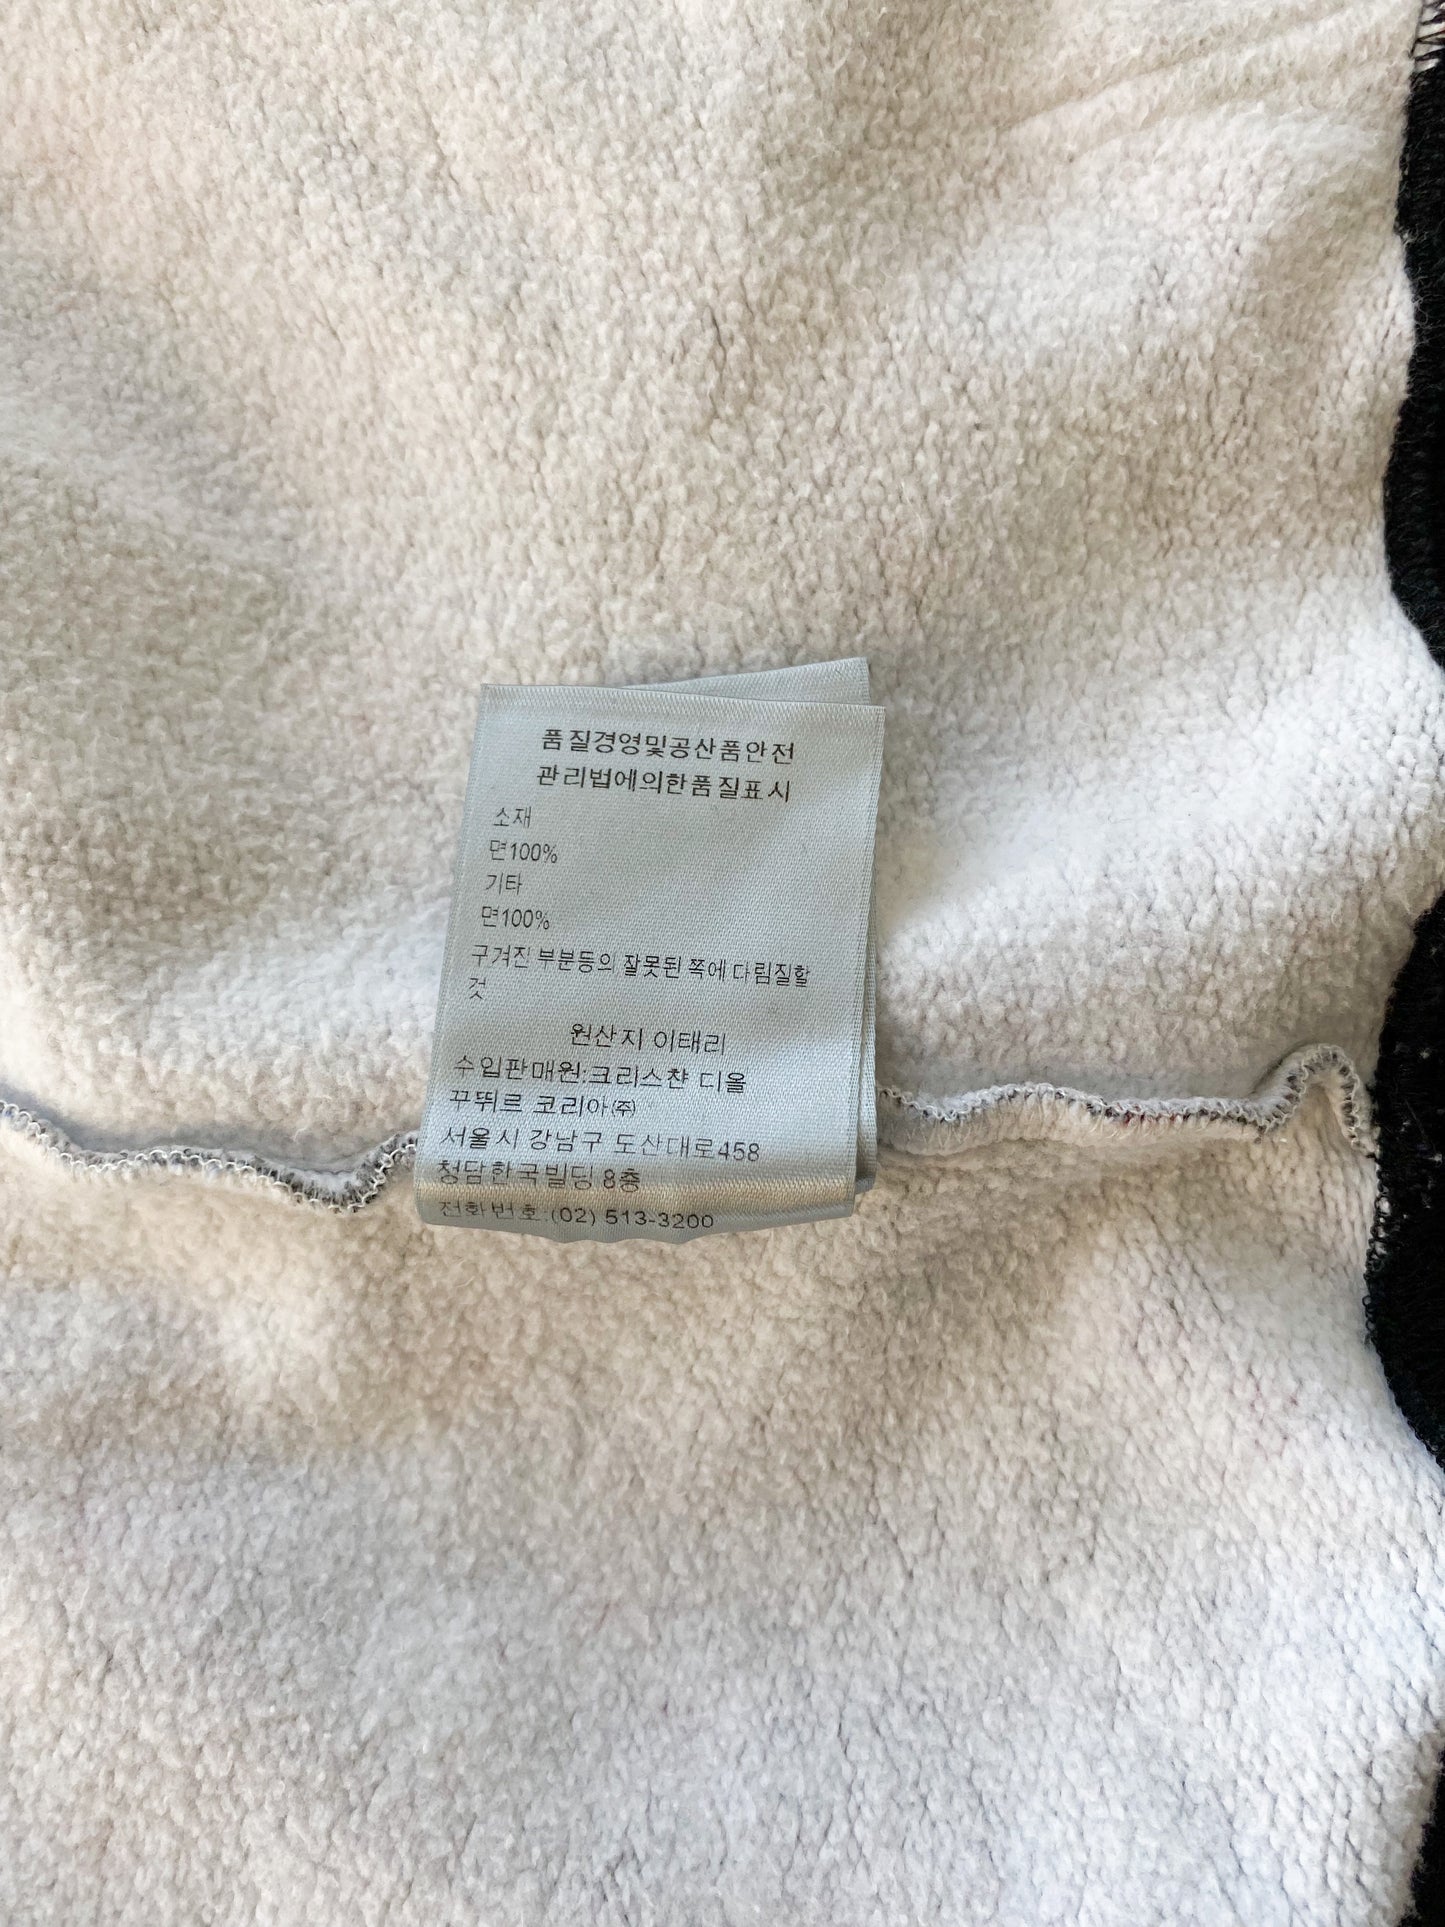 품질경영및공산품안전
관리법에의한품질표시
소재
면100%
기타
면100%
구겨진 부분등의 잘못된 쪽에 다림질할
것
원산지 이태리
수입판매원:크리스챤 디올
꾸뛰르 코리아㈜
서울시 강남구 도산대로458
청담한국빌딩 8층
전화번호:(02) 513-3200